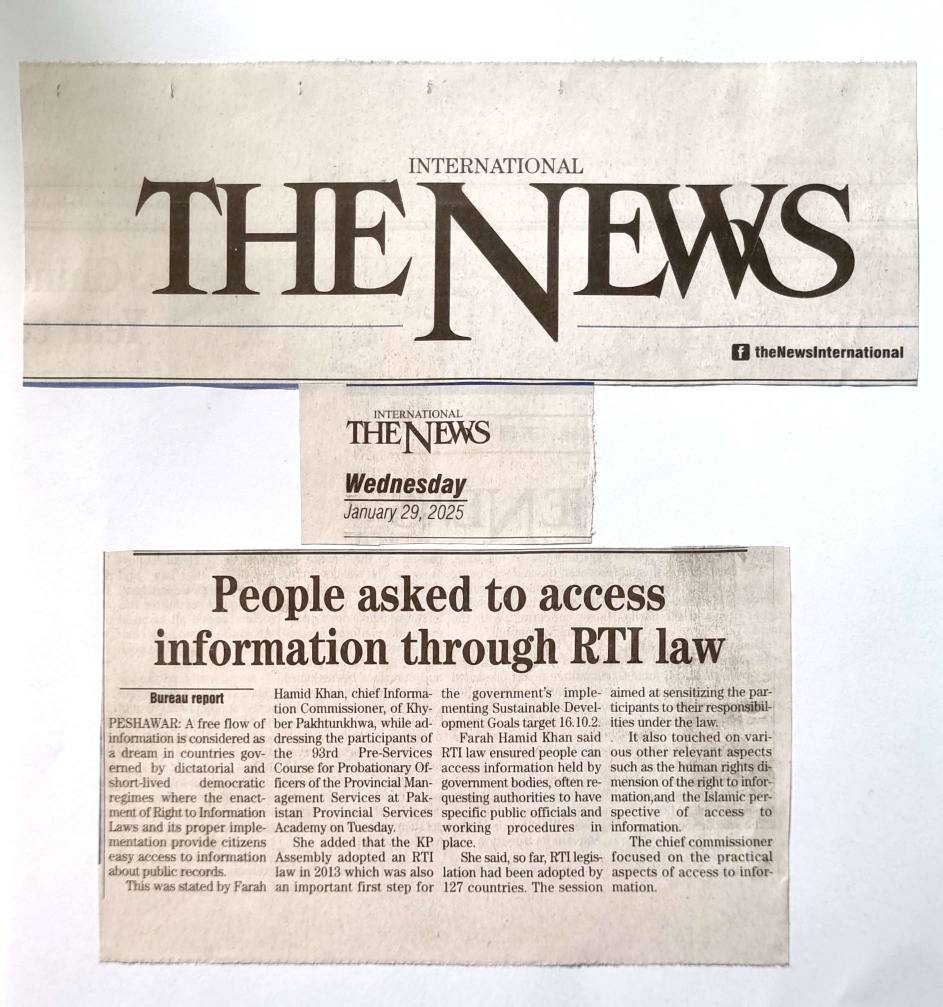 INTERNATIONAL
THE NEWS
f theNewsInternational
INTERNATIONAL
THE NEWS
Wednesday
January 29, 2025
People asked to access
information through RTI law
Bureau report
PESHAWAR: A free flow of
information is considered as
a dream in countries gov-
erned by dictatorial and
short-lived democratic
regimes where the enact-
ment of Right to Information
Laws and its proper imple-
mentation provide citizens
easy access to information
about public records.
This was stated by Farah
Hamid Khan, chief Informa-
tion Commissioner, of Khy-
ber Pakhtunkhwa, while ad-
dressing the participants of
the 93rd Pre-Services
Course for Probationary Of-
ficers of the Provincial Man-
agement Services at Pak-
istan Provincial Services
Academy on Tuesday.
She added that the KP
Assembly adopted an RTI
law in 2013 which was also
an important first step for
the government's imple-
menting Sustainable Devel-
opment Goals target 16.10.2.
Farah Hamid Khan said
RTI law ensured people can
access information held by
government bodies, often re-
questing authorities to have
specific public officials and
working procedures in
place.
She said, so far, RTI legis-
lation had been adopted by
127 countries. The session
aimed at sensitizing the par-
ticipants to their responsibil-
ities under the law.
It also touched on vari-
ous other relevant aspects
such as the human rights di-
mension of the right to infor-
mation,and the Islamic per-
spective of access to
information.
The chief commissioner
focused on the practical
aspects of access to infor-
mation.